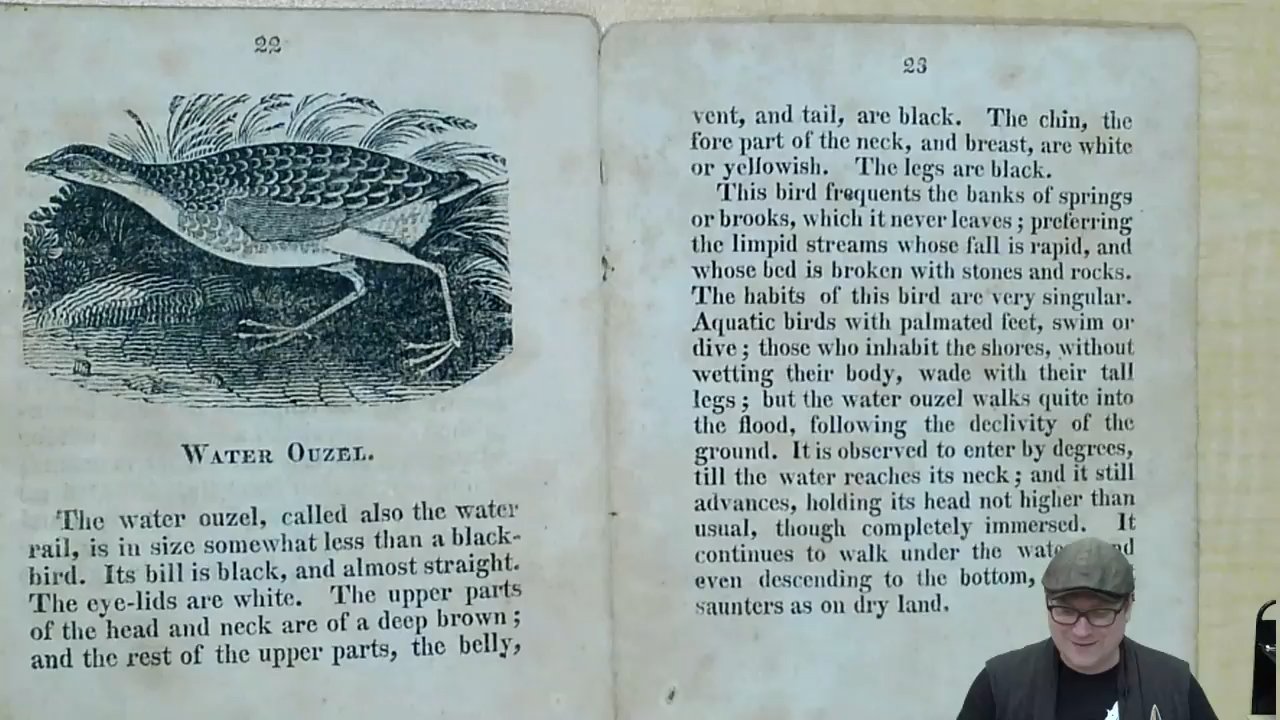 22
WATER OUZEL.
The water ouzel, called also the water
rail, is in size somewhat less than a black-
bird. Its bill is black, and almost straight.
The eye-lids are white. The upper parts
of the head and neck are of a deep brown;
and the rest of the upper parts, the belly,
23
vent, and tail, are black. The chin, the
fore part of the neck, and breast, are white
or yellowish. The legs are black.
This bird frequents the banks of springs
or brooks, which it never leaves; preferring
the limpid streams whose fall is rapid, and
whose bed is broken with stones and rocks.
The habits of this bird are very singular.
Aquatic birds with palmated feet, swim or
dive; those who inhabit the shores, without
wetting their body, wade with their tall
legs; but the water ouzel walks quite into
the flood, following the declivity of the
ground. It is observed to enter by degrees,
till the water reaches its neck; and it still
advances, holding its head not higher than
usual, though completely immersed. It
continues to walk under the
even descending to the bottom,
saunters as on dry land.